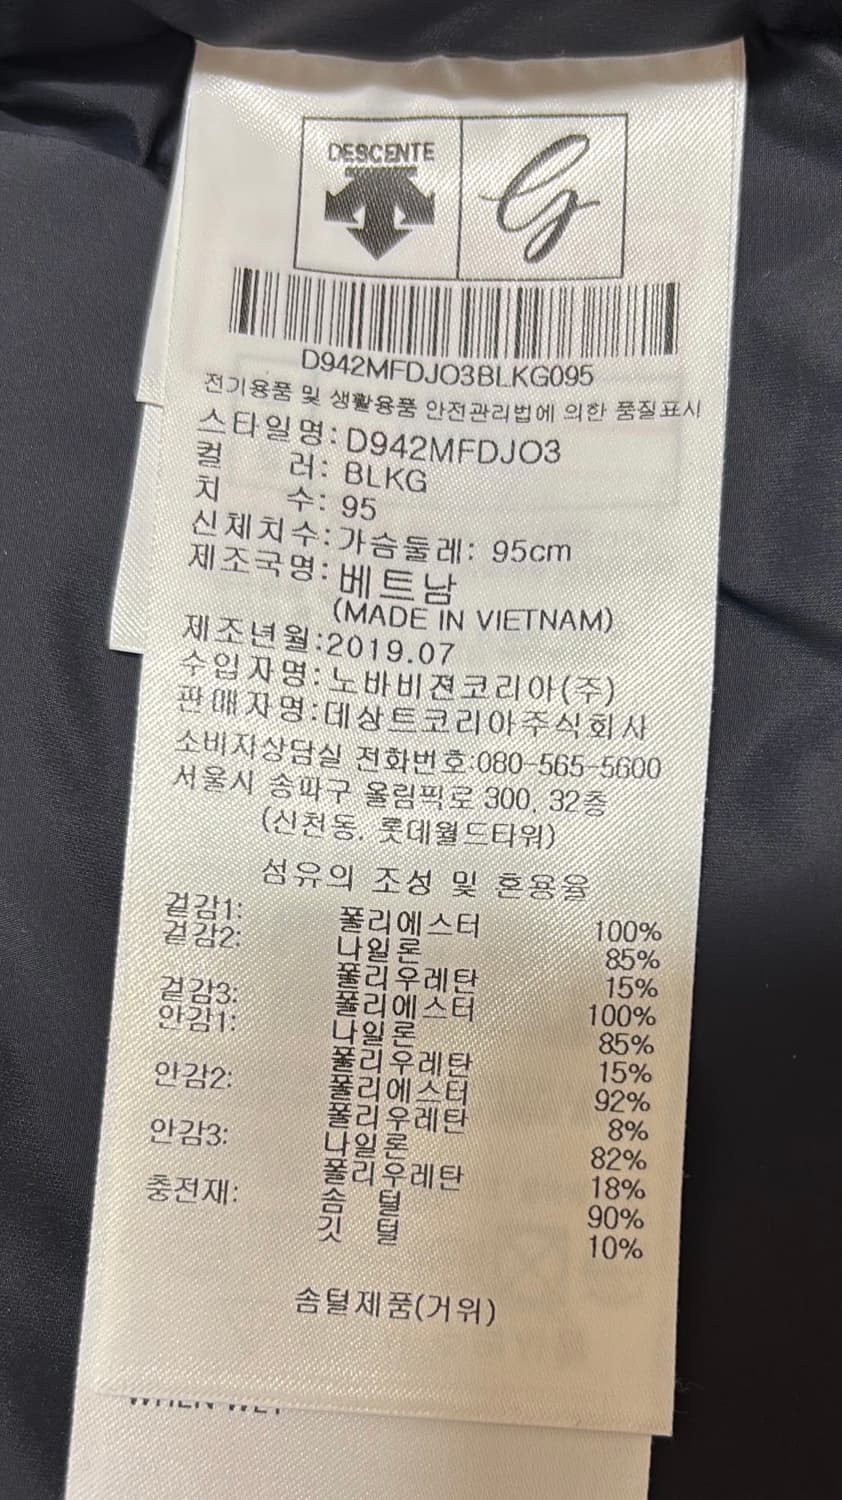 DESCENTE
G
D942MFDJO3BLKG095
전기용품 및 생활용품 안전관리법에 의한 품질표시
스타일명: D942MFDJO3
컬 러: BLKG
치 수: 95
신체치수:가슴둘레: 95cm
제조국명: 베트남
(MADE IN VIETNAM)
제조년월:2019.07
수입자명: 노바비젼코리아(주)
판매자명:데상트코리아주식회사
소비자상담실 전화번호:080-565-5600
서울시 송파구 올림픽로 300, 32층
(신천동, 롯데월드타워)
섬유의 조성 및 혼용율
겉감1: 폴리에스터 100%
겉감2: 나일론 85%
폴리우레탄 15%
겉감3: 폴리에스터 100%
안감1: 나일론 85%
폴리우레탄 15%
안감2: 폴리에스터 92%
폴리우레탄 8%
안감3: 나일론 82%
폴리우레탄 18%
충전재: 솜 털 90%
깃 털 10%
솜털제품(거위)
WHEN WET